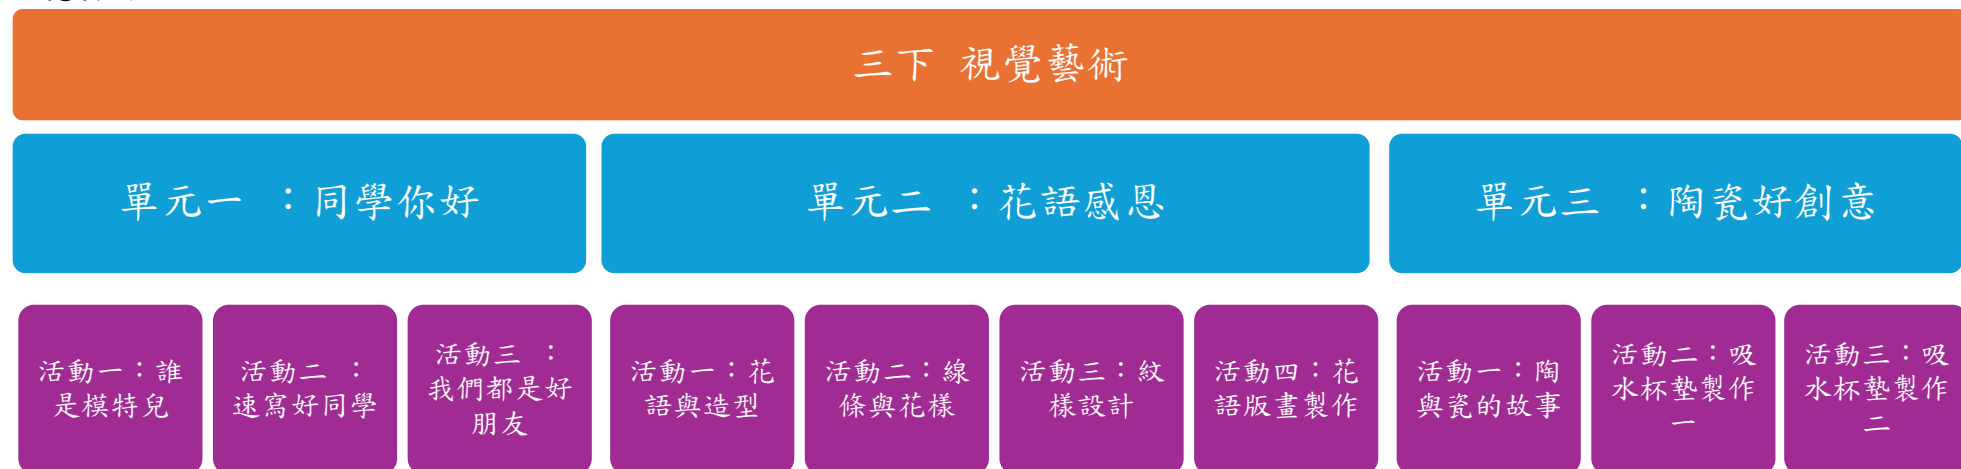 三下 視覺藝術
單元一 ：同學你好
單元二 ：花語感恩
單元三 ：陶瓷好創意
活動一：誰
是模特兒
活動二 ：
速寫好同學
活動三 ：
我們都是好
朋友
活動一：花
語與造型
活動二：線
條與花樣
活動三：紋
樣設計
活動四：花
語版畫製作
活動一：陶
與瓷的故事
活動二：吸
水杯墊製作
一
活動三：吸
水杯墊製作
二